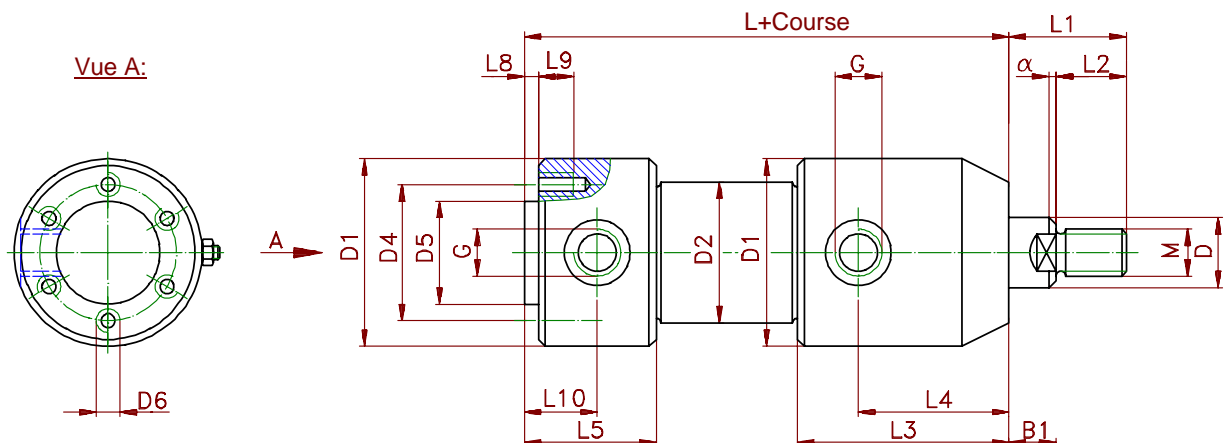 L+Course
L1
Vue A:
L8
L9
G
α
L2
A
D1
D4
D5
G
D2
D1
M
D
D6
L10
L4
L5
L3
B1